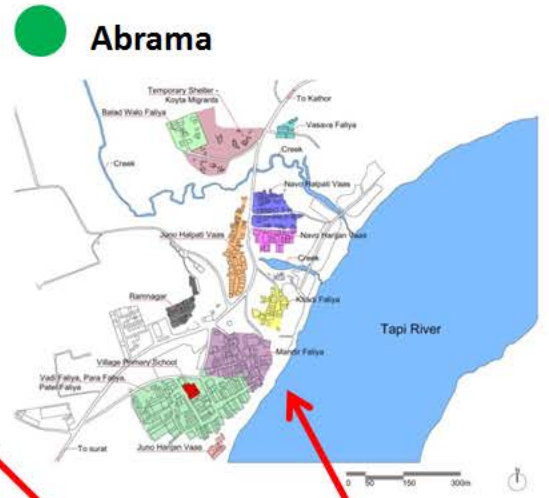 Abrama
Temporary Shelter -
Koyta Migrants
To Kathor
Balad Walo Faliya
Vasava Faliya
Creek
Creek
Navo Halpati Vaas
Juno Halpati Vaas
Navo Harijan Vaas
Creek
Ramnagar
Faliya
Tapi River
Mandir Faliya
Village Primary School
Vadi Faliya, Para Faliya,
Patel Faliya
To surat
Juno Harijan Vaas
0 50 150 300m